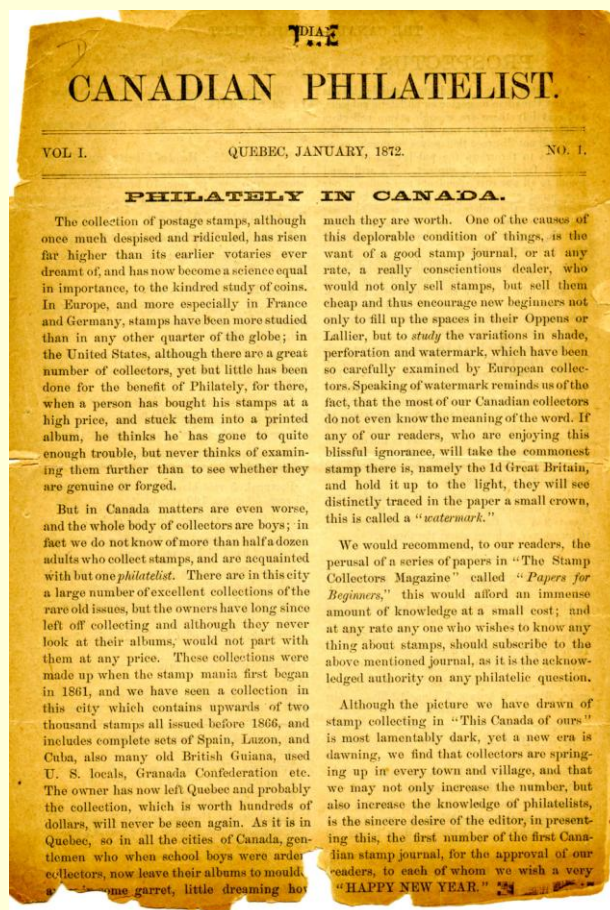 THE
CANADIAN PHILATELIST.
VOL I.
QUEBEC, JANUARY, 1872.
NO. 1.
PHILATELY IN CANADA.
The collection of postage stamps, although
once much despised and ridiculed, has risen
far higher than its earlier votaries ever
dreamt of, and has now become a science equal
in importance, to the kindred study of coins.
In Europe, and more especially in France
and Germany, stamps have been more studied
than in any other quarter of the globe; in
the United States, although there are a great
number of collectors, yet but little has been
done for the benefit of Philately, for there,
when a person has bought his stamps at a
high price, and stuck them into a printed
album, he thinks he has gone to quite
enough trouble, but never thinks of examin-
ing them further than to see whether they
are genuine or forged.
But in Canada matters are even worse,
and the whole body of collectors are boys; in
fact we do not know of more than half a dozen
adults who collect stamps, and are acquainted
with but one philatelist. There are in this city
a large number of excellent collections of the
rare old issues, but the owners have long since
left off collecting and although they never
look at their albums, would not part with
them at any price. These collections were
made up when the stamp mania first began
in 1861, and we have seen a collection in
this city which contains upwards of two
thousand stamps all issued before 1866, and
includes complete sets of Spain, Luzon, and
Cuba, also many old British Guiana, used
U. S. locals, Granada Confederation etc.
The owner has now left Quebec and probably
the collection, which is worth hundreds of
dollars, will never be seen again. As it is in
Quebec, so in all the cities of Canada, gen-
tlemen who when school boys were arden
collectors, now leave their albums to mould
garret, little dreaming how
much they are worth. One of the causes of
this deplorable condition of things, is the
want of a good stamp journal, or at any
rate, a really conscientious dealer, who
would not only sell stamps, but sell them
cheap and thus encourage new beginners not
only to fill up the spaces in their Oppens or
Lallier, but to study the variations in shade,
perforation and watermark, which have been
so carefully examined by European collec-
tors. Speaking of watermark reminds us of the
fact, that the most of our Canadian collectors
do not even know the meaning of the word. If
any of our readers, who are enjoying this
blissful ignorance, will take the commonest
stamp there is, namely the 1d Great Britain,
and hold it up to the light, they will see
distinctly traced in the paper a small crown,
this is called a "watermark."
We would recommend, to our readers, the
perusal of a series of papers in "The Stamp
Collectors Magazine" called "Papers for
Beginners," this would afford an immense
amount of knowledge at a small cost; and
at any rate any one who wishes to know any
thing about stamps, should subscribe to the
above mentioned journal, as it is the acknow-
ledged authority on any philatelic question.
Although the picture we have drawn of
stamp collecting in "This Canada of ours"
is most lamentably dark, yet a new era is
dawning, we find that collectors are spring-
ing up in every town and village, and that
we may not only increase the number, but
also increase the knowledge of philatelists,
is the sincere desire of the editor, in present-
ing this, the first number of the first Cana-
dian stamp journal, for the approval of our
readers, to each of whom we wish a very
"HAPPY NEW YEAR."